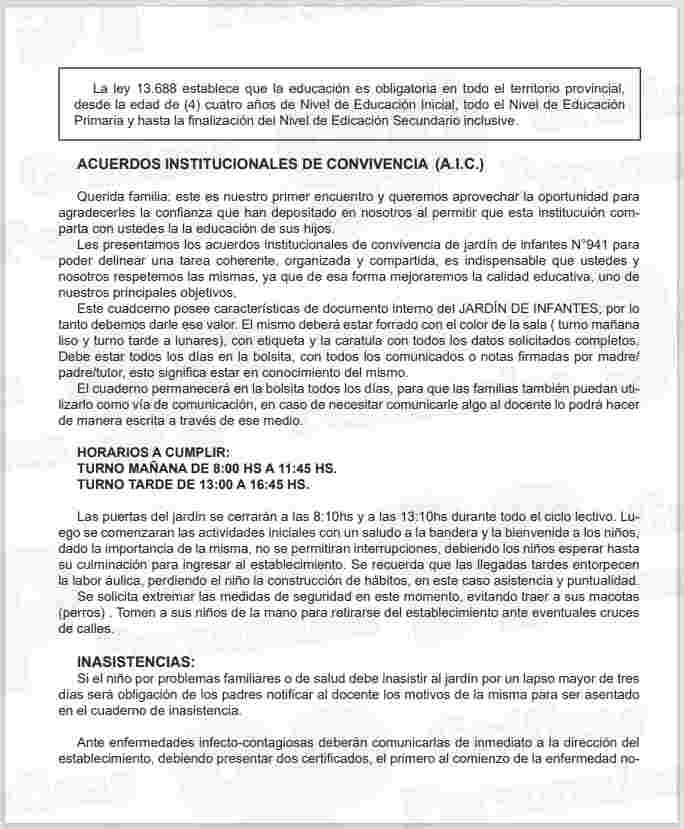 La ley 13.688 establece que la educación es obligatoria en todo el territorio provincial,
desde la edad de (4) cuatro años de Nivel de Educación Inicial, todo el Nivel de Educación
Primaria y hasta la finalización del Nivel de Edicación Secundario inclusive.
ACUERDOS INSTITUCIONALES DE CONVIVENCIA (A.I.C.)
Querida familia: este es nuestro primer encuentro y queremos aprovechar la oportunidad para
agradecerles la confianza que han depositado en nosotros al permitir que esta institucuión com-
parta con ustedes la la educación de sus hijos.
Les presentamos los acuerdos institucionales de convivencia de jardín de infantes N°941 para
poder delinear una tarea coherente, organizada y compartida, es indispensable que ustedes y
nosotros respetemos las mismas, ya que de esa forma mejoraremos la calidad educativa, uno de
nuestros principales objetivos.
Este cuadcerno posee características de documento interno del JARDÍN DE INFANTES, por lo
tanto debemos darle ese valor. El mismo deberá estar forrado con el color de la sala ( turno mañana
liso y turno tarde a lunares), con etiqueta y la caratula con todos los datos solicitados completos.
Debe estar todos los días en la bolsita, con todos los comunicados o notas firmadas por madre/
padre/tutor, esto significa estar en conocimiento del mismo.
El cuaderno permanecerá en la bolsita todos los días, para que las familias también puedan uti-
lizarlo como vía de comunicación, en caso de necesitar comunicarle algo al docente lo podrá hacer
de manera escrita a través de ese medio.
HORARIOS A CUMPLIR:
TURNO MAÑANA DE 8:00 HS A 11:45 HS.
TURNO TARDE DE 13:00 A 16:45 HS.
Las puertas del jardín se cerrarán a las 8:10hs y a las 13:10hs durante todo el ciclo lectivo. Lu-
ego se comenzaran las actividades iniciales con un saludo a la bandera y la bienvenida a los niños,
dado la importancia de la misma, no se permitiran interrupciones, debiendo los niños esperar hasta
su culminación para ingresar al establecimiento. Se recuerda que las llegadas tardes entorpecen
la labor áulica, perdiendo el niño la construcción de hábitos, en este caso asistencia y puntualidad.
Se solicita extremar las medidas de seguridad en este momento, evitando traer a sus macotas
(perros) . Tomen a sus niños de la mano para retirarse del establecimiento ante eventuales cruces
de calles.
INASISTENCIAS:
Si el niño por problemas familiares o de salud debe inasistir al jardín por un lapso mayor de tres
días será obligación de los padres notificar al docente los motivos de la misma para ser asentado
en el cuaderno de inasistencia.
Ante enfermedades infecto-contagiosas deberán comunicarlas de inmediato a la dirección del
establecimiento, debiendo presentar dos certificados, el primero al comienzo de la enfermedad no-